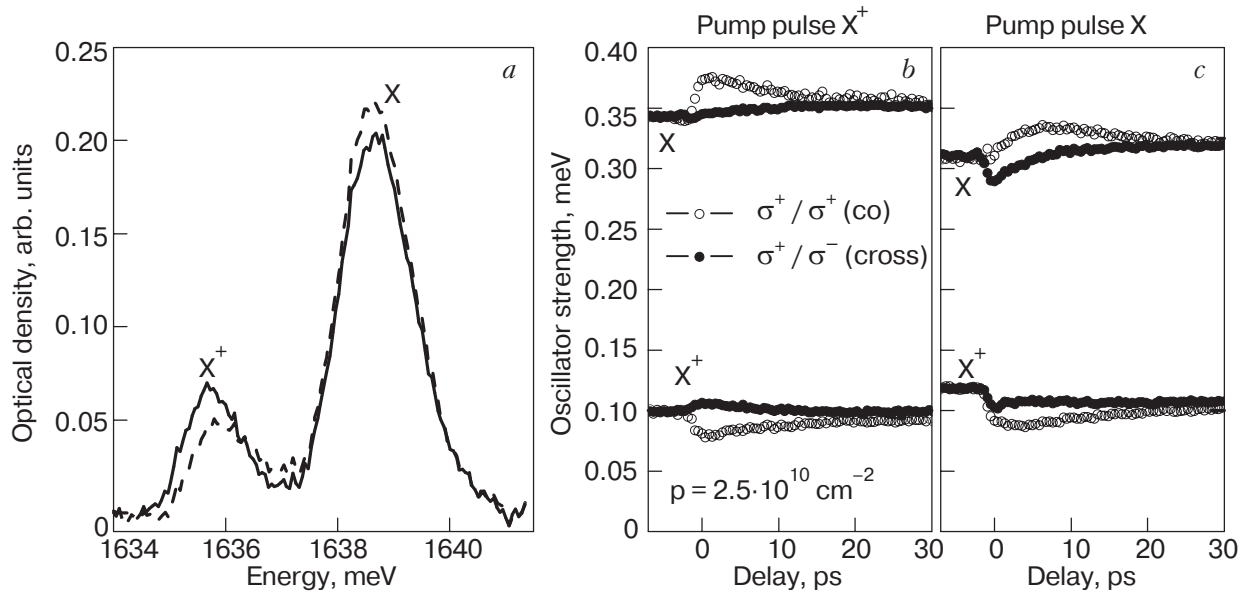 Pump pulse X⁺
Pump pulse X
a
b
c
Optical density, arb. units
0.25
0.20
0.15
0.10
0.05
0
X
X⁺
1634
1636
1638
1640
Energy, meV
Oscillator strength, meV
0.40
0.35
0.30
0.25
0.20
0.15
0.10
0.05
0
X
σ⁺/σ⁺ (co)
σ⁺/σ⁻ (cross)
X⁺
p = 2.5·10¹⁰ cm⁻²
0
10
20
30
Delay, ps
X
X⁺
0
10
20
30
Delay, ps